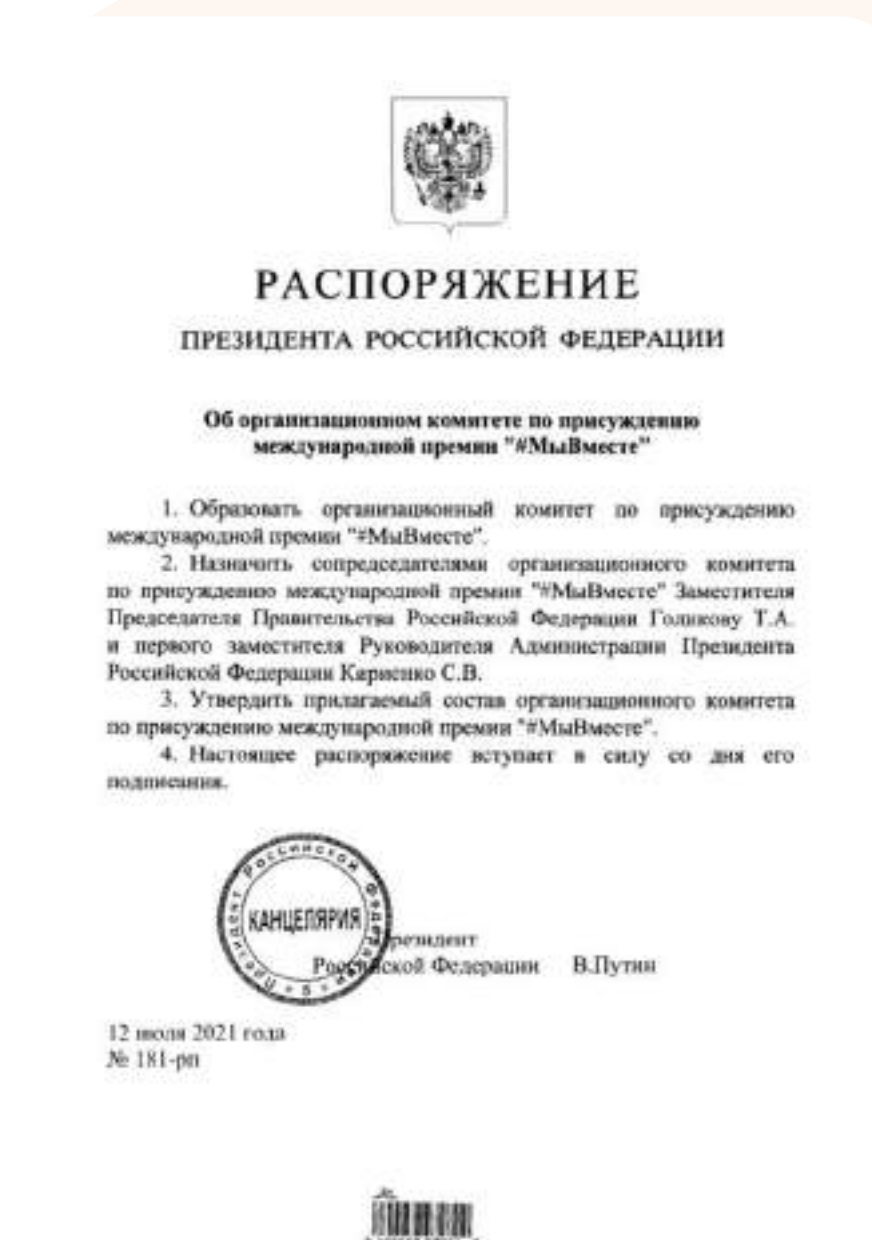 РАСПОРЯЖЕНИЕ
ПРЕЗИДЕНТА РОССИЙСКОЙ ФЕДЕРАЦИИ
Об организационном комитете по присуждению
международной премии "#МыВместе"
1. Образовать организационный комитет по присуждению
международной премии "#МыВместе".
2. Назначить сопредседателями организационного комитета
по присуждению международной премии "#МыВместе" Заместителя
Председателя Правительства Российской Федерации Голикову Т.А.
и первого заместителя Руководителя Администрации Президента
Российской Федерации Кариенко С.В.
3. Утвердить прилагаемый состав организационного комитета
по присуждению международной премии "#МыВместе".
4. Настоящее распоряжение вступает в силу со дня его
подписания.
Президент Российской Федерации
КАНЦЕЛЯРИЯ
Президент
Российской Федерации В.Путин
12 июля 2021 года
№ 181-рп